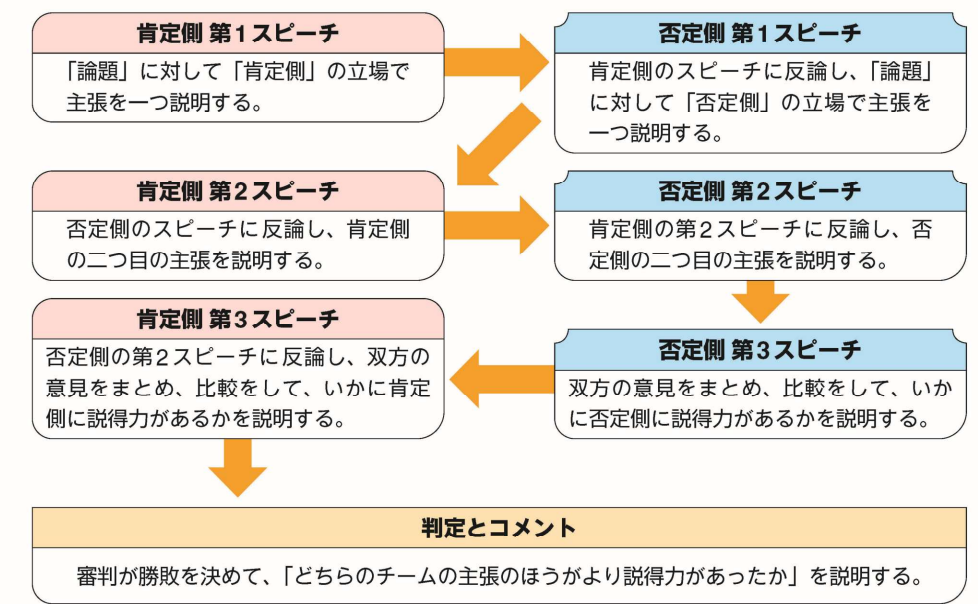 肯定側 第1スピーチ
「論題」に対して「肯定側」の立場で
主張を一つ説明する。
否定側 第1スピーチ
肯定側のスピーチに反論し、「論題」
に対して「否定側」の立場で主張を
一つ説明する。
肯定側 第2スピーチ
否定側のスピーチに反論し、肯定側
の二つ目の主張を説明する。
否定側 第2スピーチ
肯定側の第2スピーチに反論し、否
定側の二つ目の主張を説明する。
否定側 第3スピーチ
双方の意見をまとめ、比較をして、いか
に否定側に説得力があるかを説明する。
肯定側 第3スピーチ
否定側の第2スピーチに反論し、双方の
意見をまとめ、比較をして、いかに肯定
側に説得力があるかを説明する。
判定とコメント
審判が勝敗を決めて、「どちらのチームの主張のほうがより説得力があったか」を説明する。